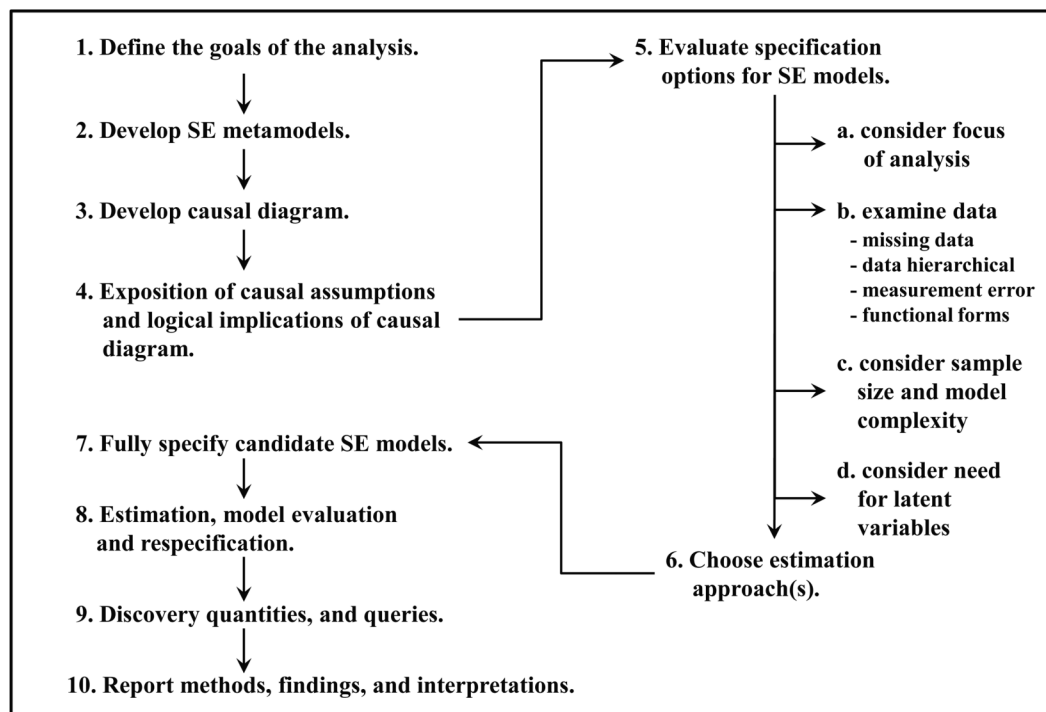 1. Define the goals of the analysis.
2. Develop SE metamodels.
3. Develop causal diagram.
4. Exposition of causal assumptions
and logical implications of causal
diagram.
5. Evaluate specification
options for SE models.
a. consider focus
of analysis
b. examine data
- missing data
- data hierarchical
- measurement error
- functional forms
c. consider sample
size and model
complexity
d. consider need
for latent
variables
6. Choose estimation
approach(s).
7. Fully specify candidate SE models.
8. Estimation, model evaluation
and respecification.
9. Discovery quantities, and queries.
10. Report methods, findings, and interpretations.